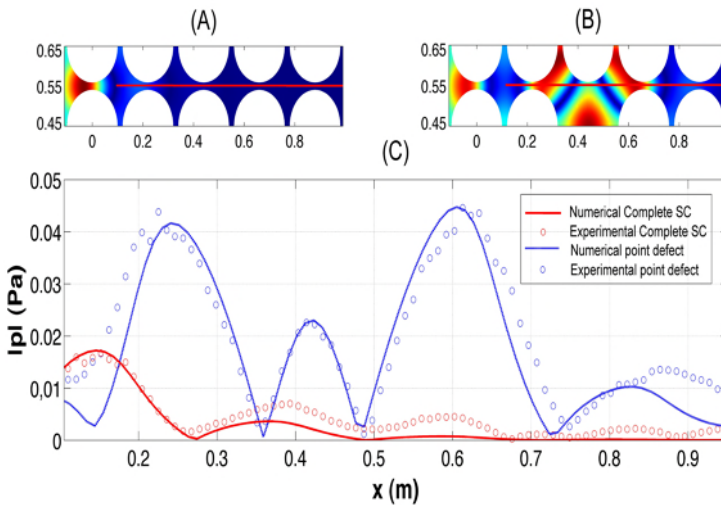 (A)
(B)
0.65
0.55
0.45
0 0.2 0.4 0.6 0.8
0.65
0.55
0.45
0 0.2 0.4 0.6 0.8
(C)
0.05
0.04
0.03
0.02
0,01
0
|p| (Pa)
Numerical Complete SC
Experimental Complete SC
Numerical point defect
Experimental point defect
0.2 0.3 0.4 0.5 0.6 0.7 0.8 0.9
x (m)